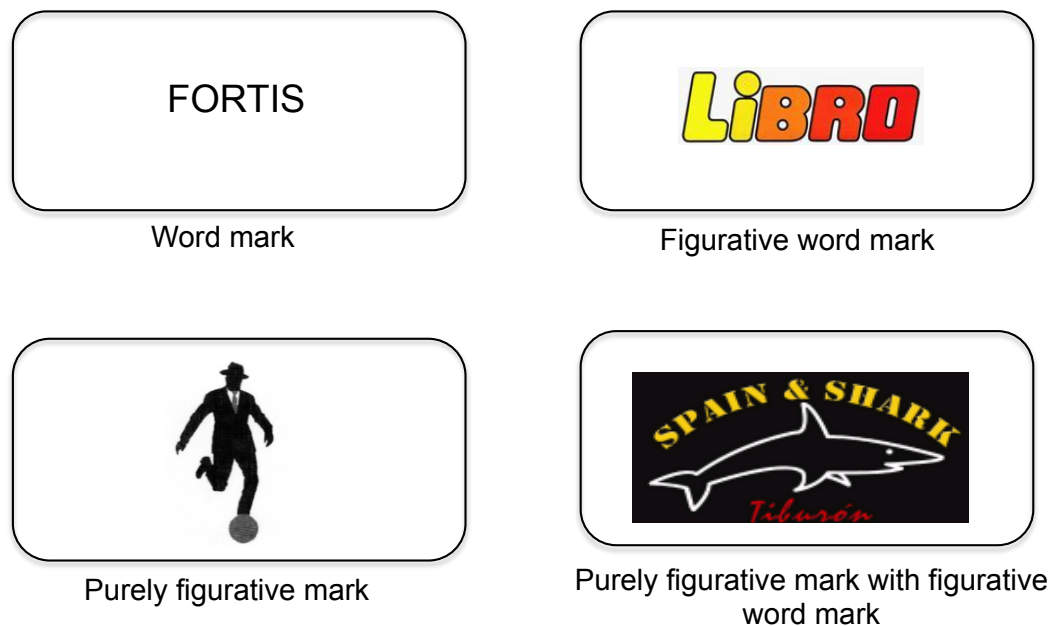 FORTIS
LiBRO
Word mark
Figurative word mark
SPAIN & SHARK
Tiburón
Purely figurative mark
Purely figurative mark with figurative
word mark